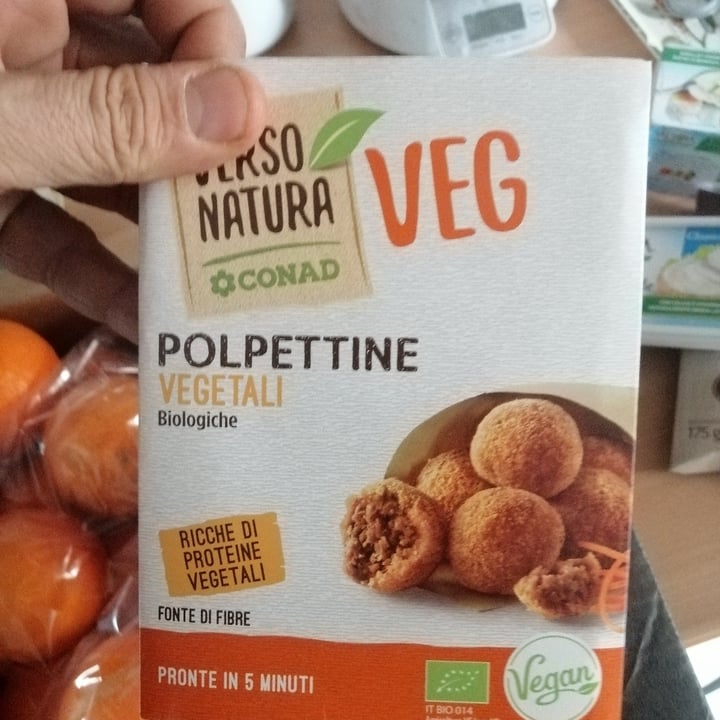 VERSO
NATURA
CONAD
VEG
POLPETTINE
VEGETALI
Biologiche
RICCHE DI
PROTEINE
VEGETALI
FONTE DI FIBRE
PRONTE IN 5 MINUTI
IT BIO 014
Vegan
175 g